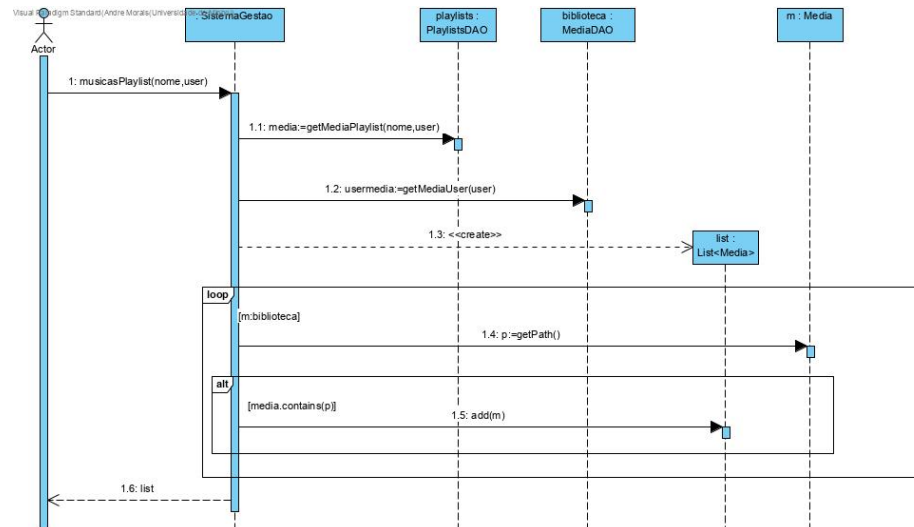 Visual Paradigm Standard(Andre Morais(Universidade
: SistemaGestao
playlists :
PlaylistsDAO
biblioteca :
MediaDAO
m : Media
Actor
1: musicasPlaylist(nome,user)
1.1: media:=getMediaPlaylist(nome,user)
1.2: usermedia:=getMediaUser(user)
1.3: <<create>>
list :
List<Media>
loop
[m:biblioteca]
1.4: p:=getPath()
alt
[media.contains(p)]
1.5: add(m)
1.6: list